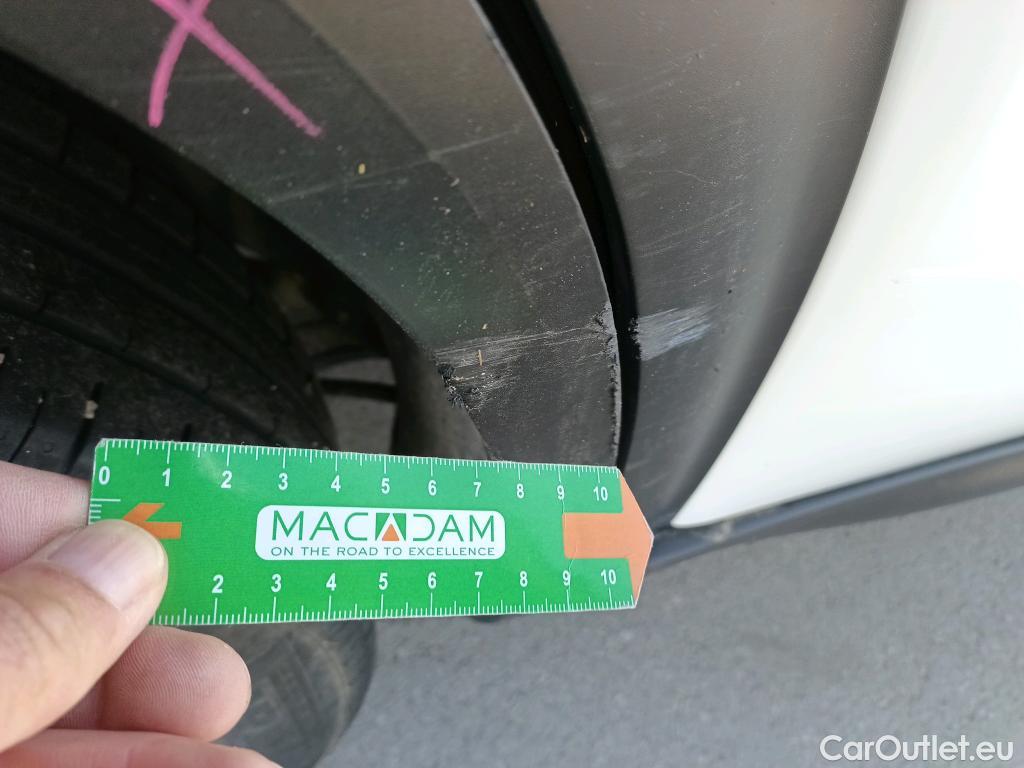 0 1 2 3 4 5 6 7 8 9 10
MACADAM
ON THE ROAD TO EXCELLENCE
2 3 4 5 6 7 8 9 10
CarOutlet.eu